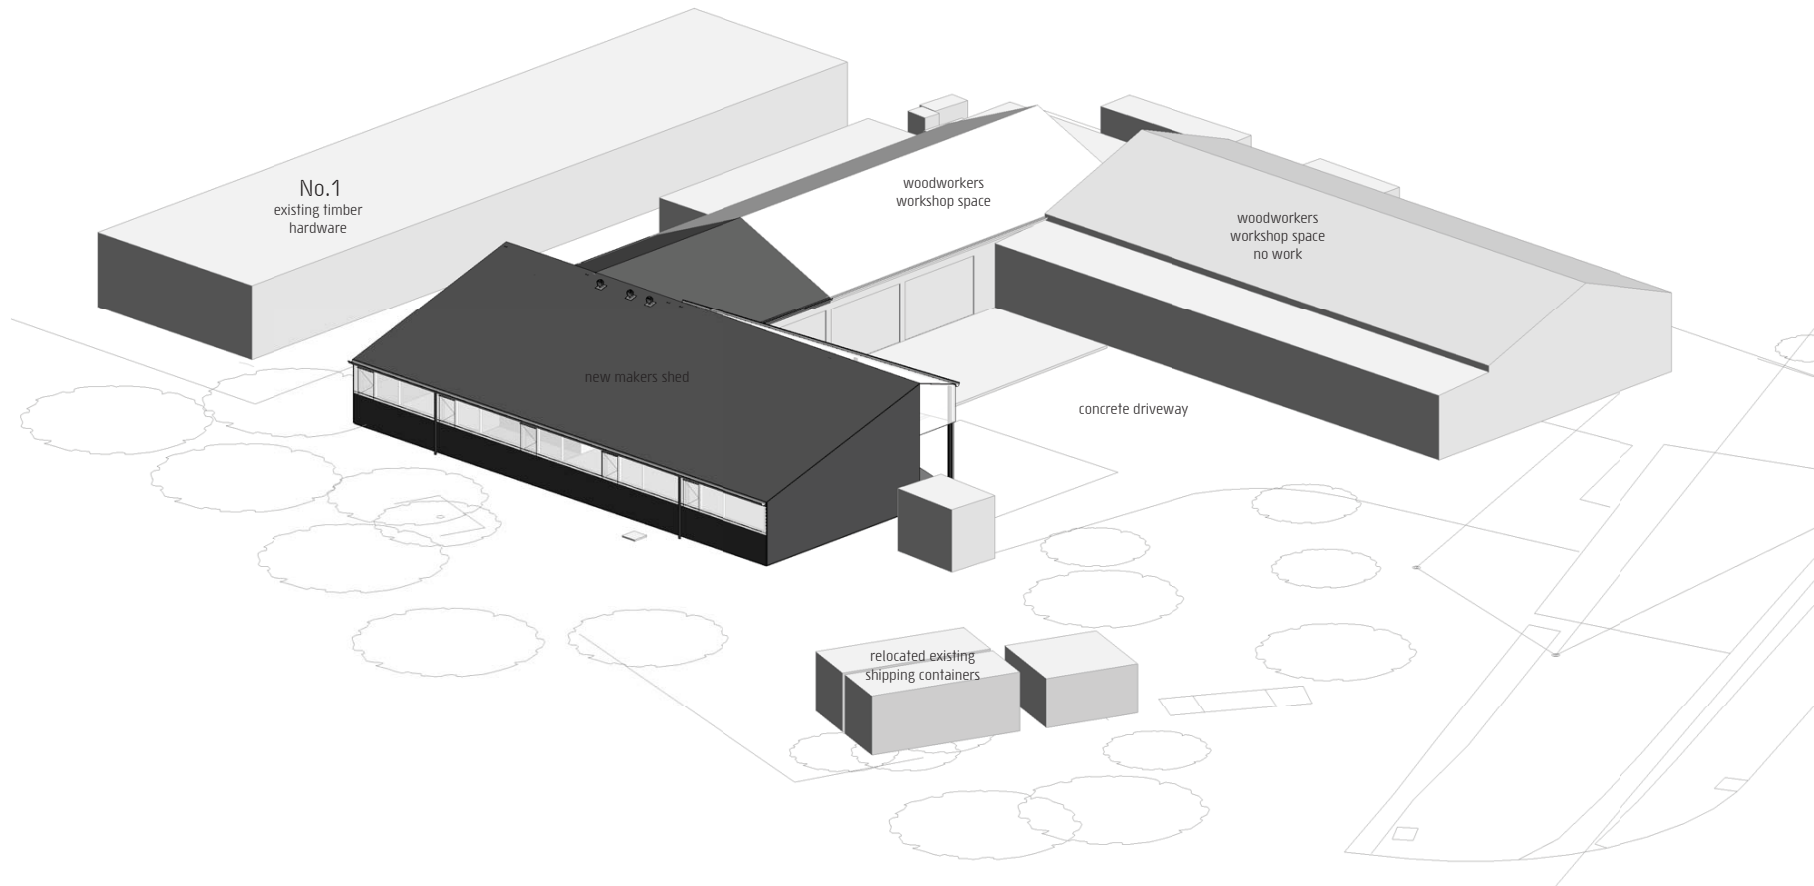 No.1
existing timber
hardware
woodworkers
workshop space
woodworkers
workshop space
no work
new makers shed
concrete driveway
relocated existing
shipping containers